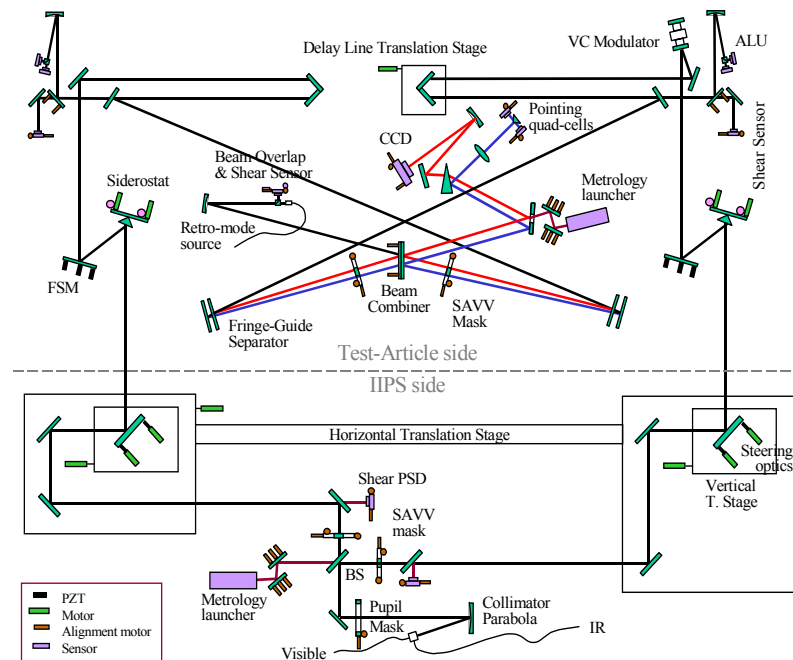 VC Modulator
ALU
Delay Line Translation Stage
Pointing
quad-cells
CCD
Beam Overlap
& Shear Sensor
Siderostat
Metrology
launcher
Shear Sensor
Retro-mode
source
FSM
Beam
Combiner
SAVV
Mask
Fringe-Guide
Separator
Test-Article side
IIPS side
Horizontal Translation Stage
Steering
optics
Vertical
T. Stage
Shear PSD
SAVV
mask
BS
Metrology
launcher
Pupil
Mask
Collimator
Parabola
IR
Visible
PZT
Motor
Alignment motor
Sensor